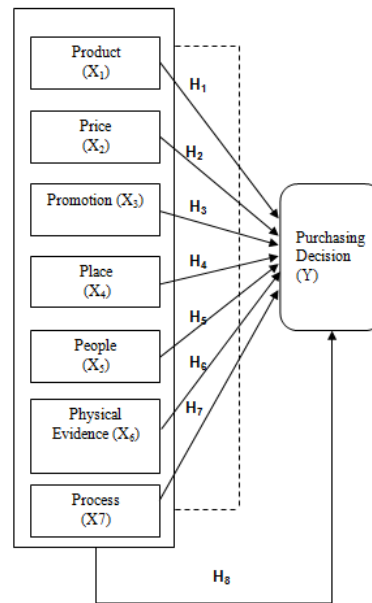 Product
(X₁)
H₁
Price
(X₂)
H₂
Promotion (X₃)
H₃
Place
(X₄)
H₄
Purchasing
Decision
(Y)
People
(X₅)
H₅
Physical
Evidence (X₆)
H₆
H₇
Process
(X7)
H₈